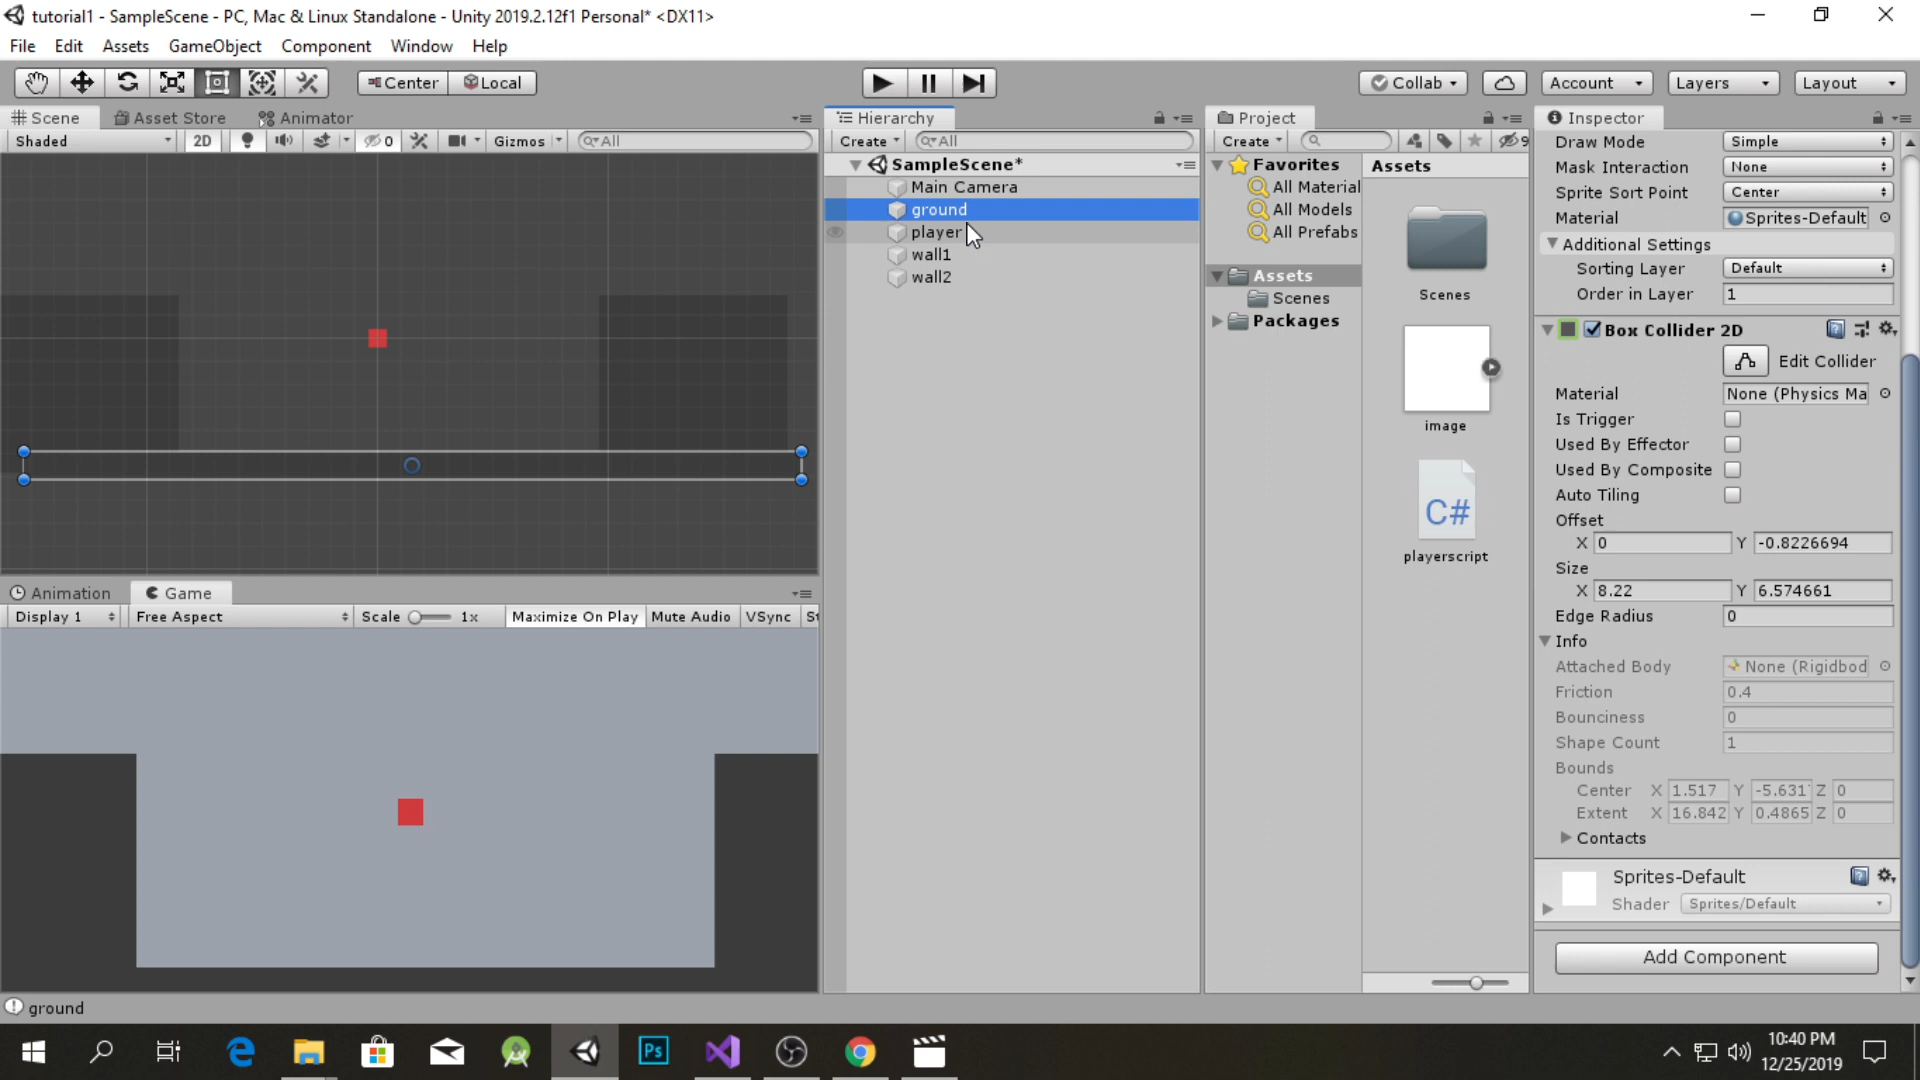 tutorial1 - SampleScene - PC, Mac & Linux Standalone - Unity 2019.2.12f1 Personal* <DX11>
File Edit Assets GameObject Component Window Help
Center Local
Collab Account Layers Layout
Scene Asset Store Animator
Shaded 2D 0 Gizmos All
Hierarchy
Create All
SampleScene*
Main Camera
ground
player
wall1
wall2
Project
Create 9
Favorites
All Material
All Models
All Prefabs
Assets
Scenes
Packages
Assets
Scenes
image
C#
playerscript
Inspector
Draw Mode Simple
Mask Interaction None
Sprite Sort Point Center
Material Sprites-Default
Additional Settings
Sorting Layer Default
Order in Layer 1
Box Collider 2D
Edit Collider
Material None (Physics Ma
Is Trigger
Used By Effector
Used By Composite
Auto Tiling
Offset
X 0 Y -0.8226694
Size
X 8.22 Y 6.574661
Edge Radius 0
Info
Attached Body None (Rigidbod
Friction 0.4
Bounciness 0
Shape Count 1
Bounds
Center X 1.517 Y -5.631 Z 0
Extent X 16.842 Y 0.4865 Z 0
Contacts
Sprites-Default
Shader Sprites/Default
Add Component
Animation Game
Display 1 Free Aspect Scale 1x Maximize On Play Mute Audio VSync St
ground
Ps
10:40 PM
12/25/2019